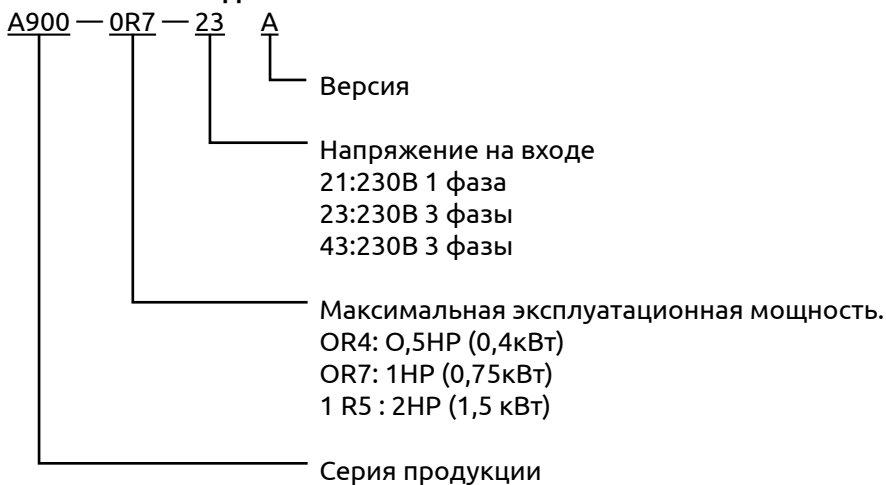 A900 — 0R7 — 23 A
Версия
Напряжение на входе
21:230В 1 фаза
23:230В 3 фазы
43:230В 3 фазы
Максимальная эксплуатационная мощность.
OR4: O,5HP (0,4кВт)
OR7: 1HP (0,75кВт)
1 R5 : 2HP (1,5 кВт)
Серия продукции